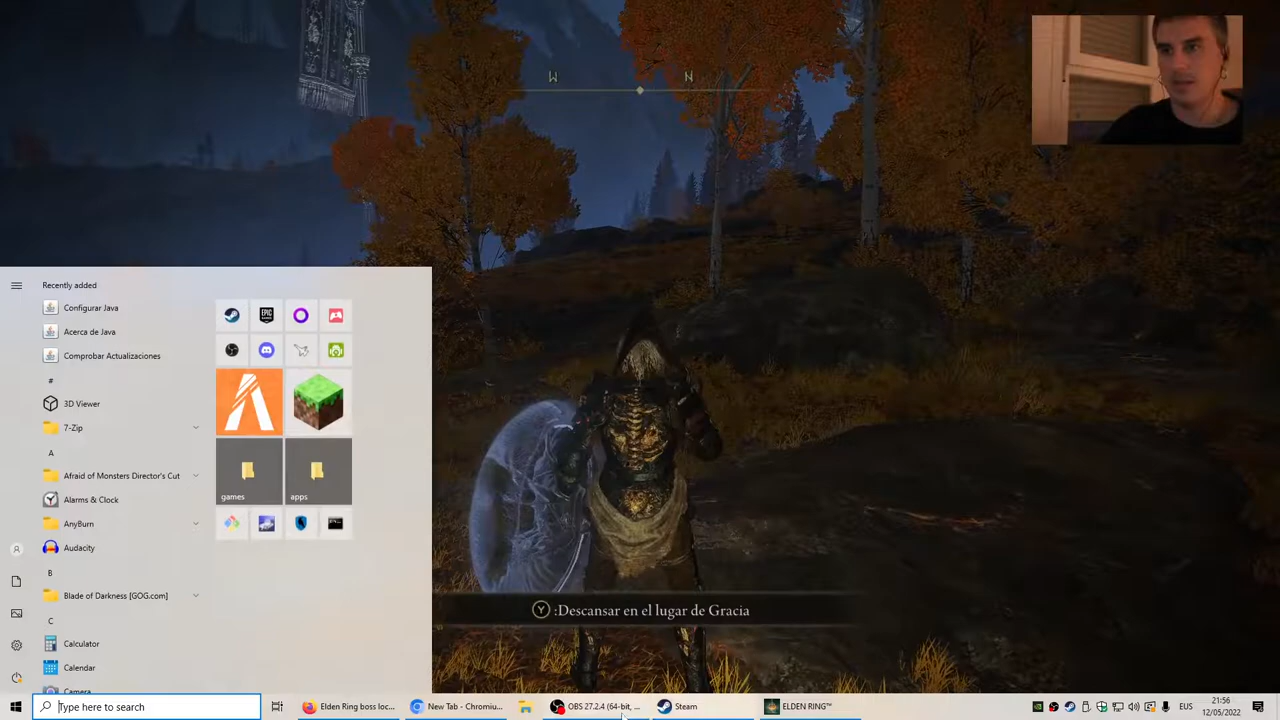 W
N
Recently added
Configurar Java
Acerca de Java
Comprobar Actualizaciones
#
3D Viewer
7-Zip
A
Afraid of Monsters Director's Cut
Alarms & Clock
AnyBurn
Audacity
B
Blade of Darkness [GOG.com]
C
Calculator
Calendar
Camera
EPIC GAMES
games
apps
Y :Descansar en el lugar de Gracia
Type here to search
Elden Ring boss loc...
New Tab - Chromiu...
OBS 27.2.4 (64-bit, ...
Steam
ELDEN RING™
EUS
21:56
12/05/2022